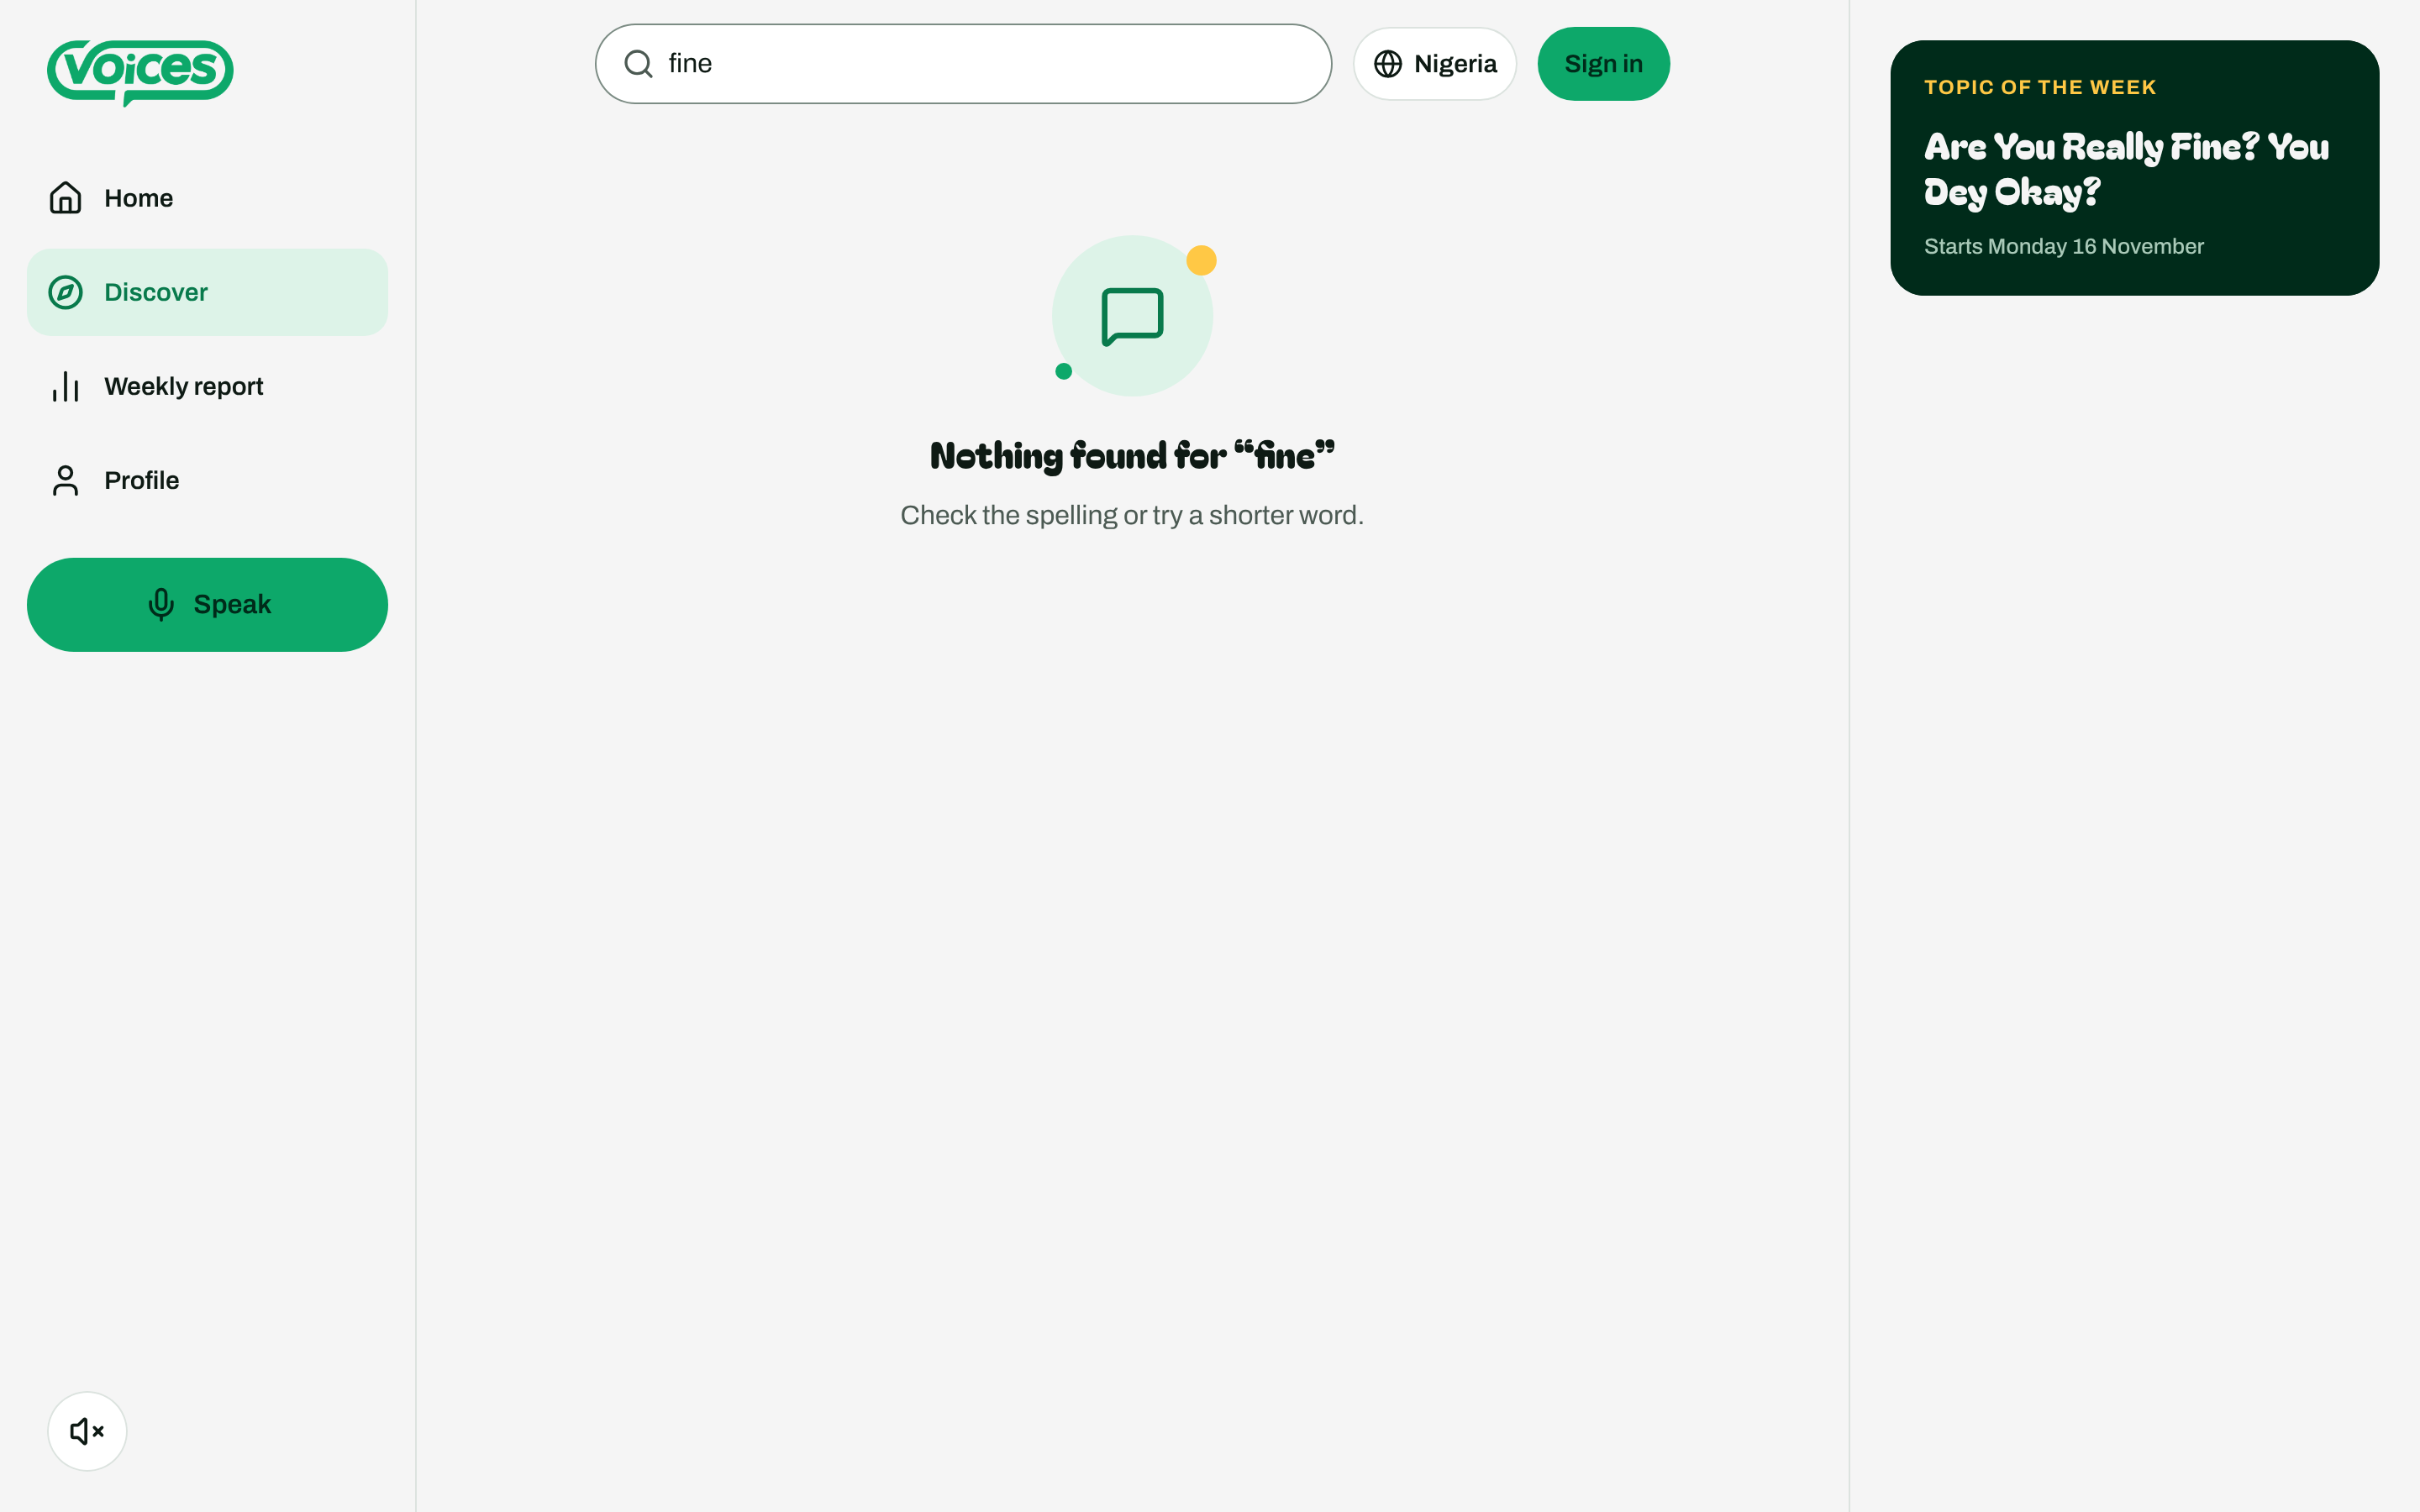 Voices
Home
Discover
Weekly report
Profile
Speak
fine
Nigeria
Sign in
Nothing found for “fine”
Check the spelling or try a shorter word.
TOPIC OF THE WEEK
Are You Really Fine? You
Dey Okay?
Starts Monday 16 November